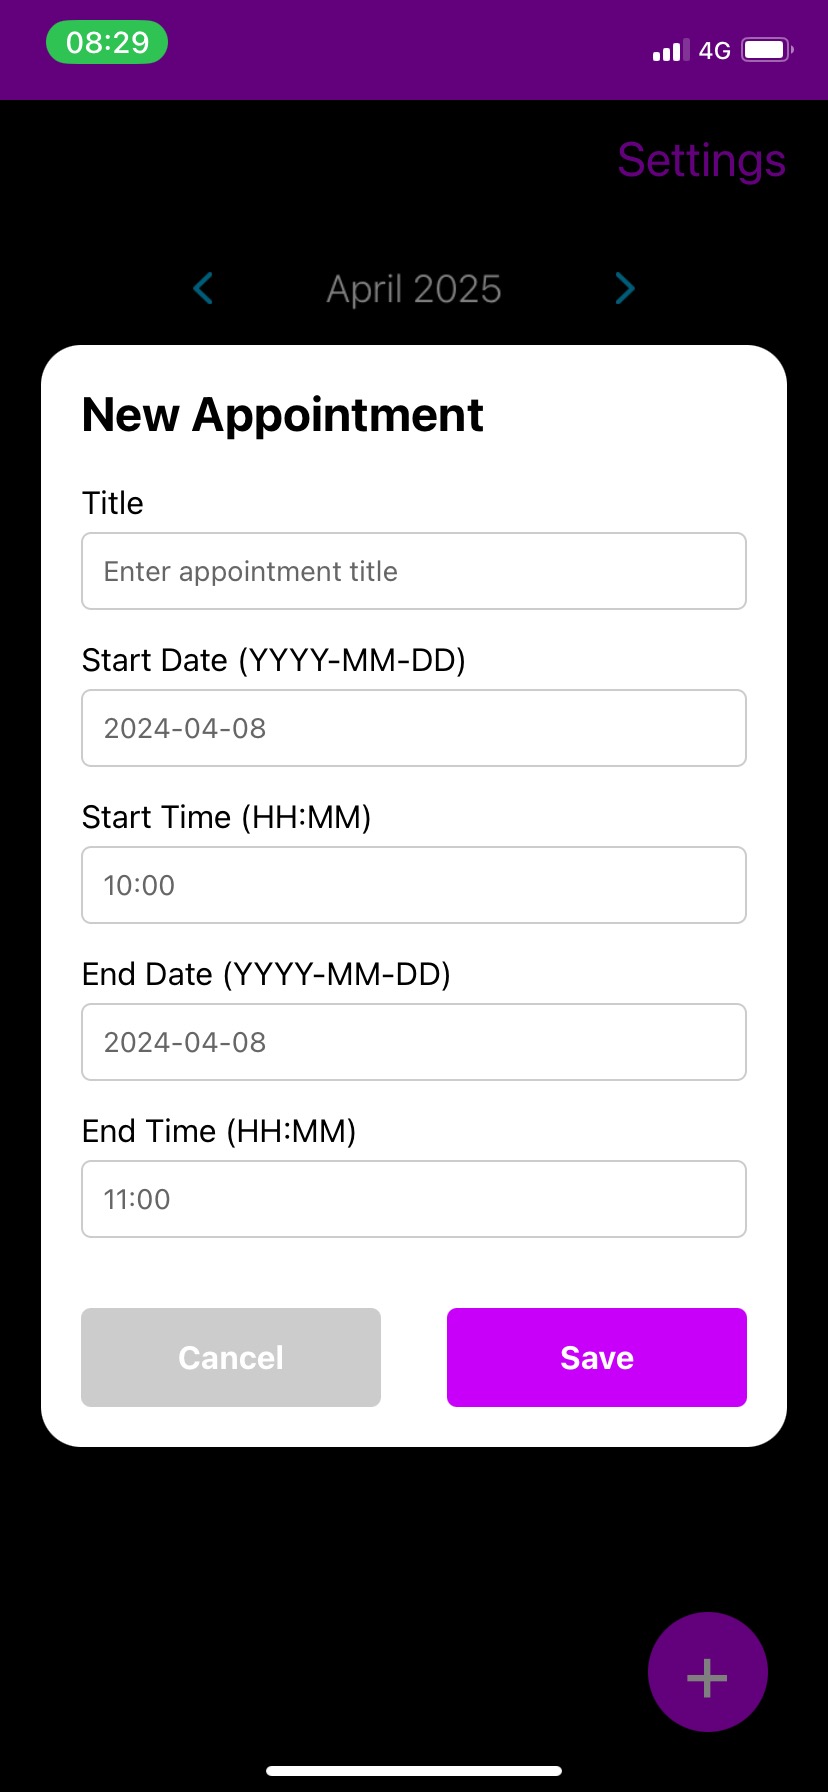 08:29
4G
Settings
April 2025
New Appointment
Title
Enter appointment title
Start Date (YYYY-MM-DD)
2024-04-08
Start Time (HH:MM)
10:00
End Date (YYYY-MM-DD)
2024-04-08
End Time (HH:MM)
11:00
Cancel
Save
+